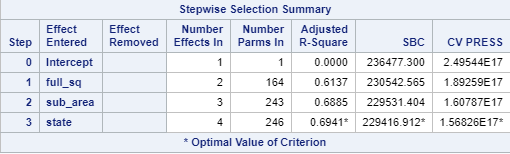 Stepwise Selection Summary
Step Effect Entered Effect Removed Number Effects In Number Parms In Adjusted R-Square SBC CV PRESS
0 Intercept 1 1 0.0000 236477.300 2.49544E17
1 full_sq 2 164 0.6137 230542.565 1.89259E17
2 sub_area 3 243 0.6885 229531.404 1.60787E17
3 state 4 246 0.6941* 229416.912* 1.56826E17*
* Optimal Value of Criterion